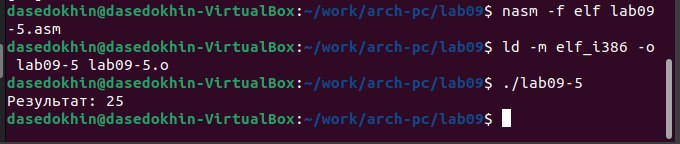 dasedokhin@dasedokhin-VirtualBox:~/work/arch-pc/lab09$ nasm -f elf lab09
-5.asm
dasedokhin@dasedokhin-VirtualBox:~/work/arch-pc/lab09$ ld -m elf_i386 -o
 lab09-5 lab09-5.o
dasedokhin@dasedokhin-VirtualBox:~/work/arch-pc/lab09$ ./lab09-5
Результат: 25
dasedokhin@dasedokhin-VirtualBox:~/work/arch-pc/lab09$